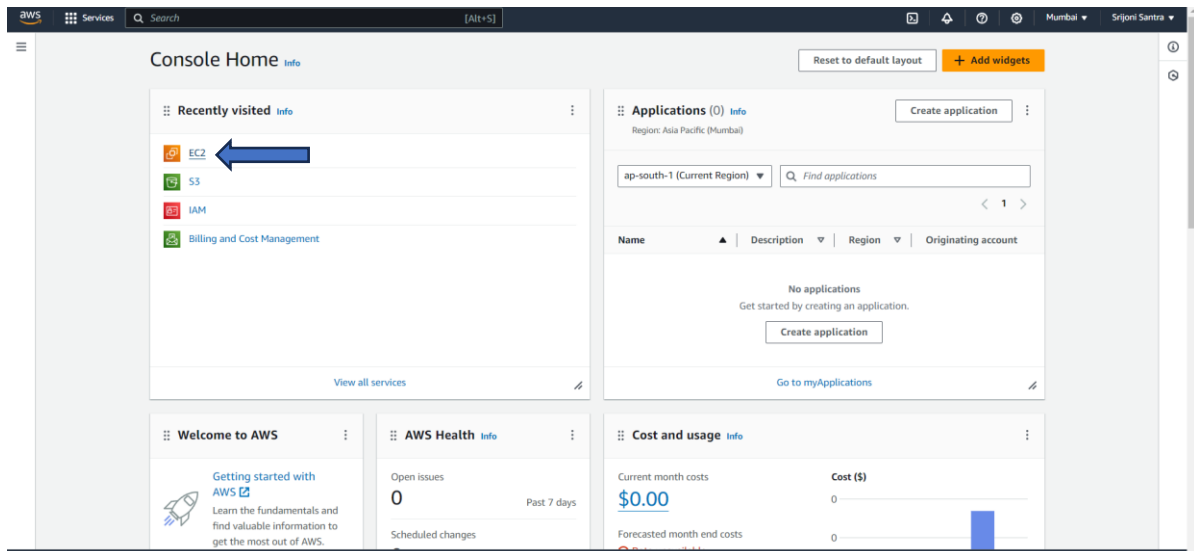 aws
Services
Search
[Alt+S]
Mumbai
Srijoni Santra
Console Home Info
Reset to default layout
+ Add widgets
Recently visited Info
EC2
S3
IAM
Billing and Cost Management
View all services
Applications (0) Info
Region: Asia Pacific (Mumbai)
Create application
ap-south-1 (Current Region)
Find applications
1
Name
Description
Region
Originating account
No applications
Get started by creating an application.
Create application
Go to myApplications
Welcome to AWS
Getting started with
AWS
Learn the fundamentals and
find valuable information to
get the most out of AWS.
AWS Health Info
Open issues
0
Past 7 days
Scheduled changes
Cost and usage Info
Current month costs
$0.00
Forecasted month end costs
Cost ($)
0
0